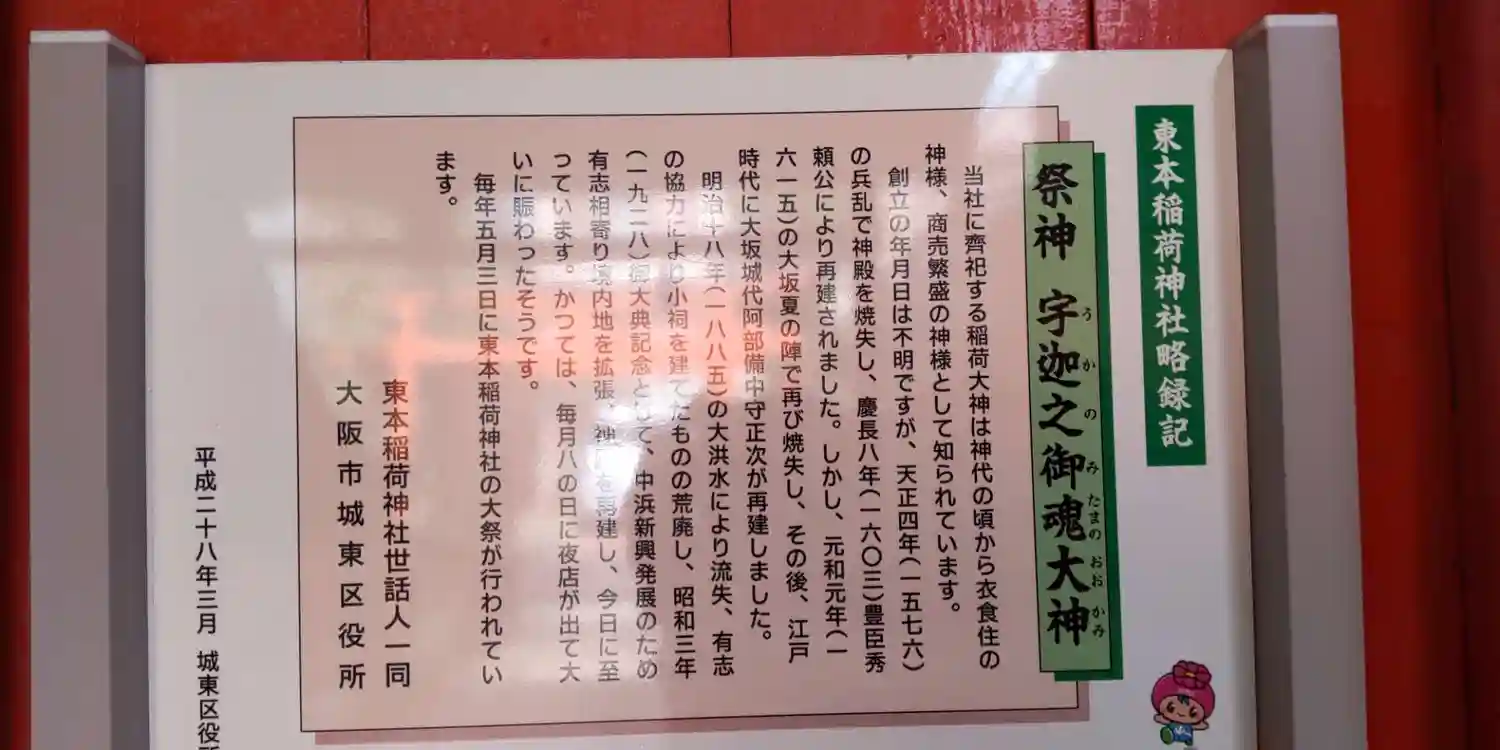 東本稲荷神社略録記
祭神 宇迦之御魂大神
うかのみたまのおおかみ
当社に齊祀する稲荷大神は神代の頃から衣食住の
神様、商売繁盛の神様として知られています。
創立の年月日は不明ですが、天正四年(一五七六)
の兵乱で神殿を焼失し、慶長八年(一六〇三)豊臣秀
頼公により再建されました。しかし、元和元年(一
六一五)の大坂夏の陣で再び焼失し、その後、江戸
時代に大坂城代阿部備中守正次が再建しました。
明治十八年(一八八五)の大洪水により流失、有志
の協力により小祠を建てたものの荒廃し、昭和三年
(一九二八)御大典記念として、中浜新興発展のため
有志相寄り境内地を拡張、神殿を再建し、今日に至
っています。かつては、毎月八の日に夜店が出て大
いに賑わったそうです。
毎年五月三日に東本稲荷神社の大祭が行われてい
ます。
東本稲荷神社世話人一同
大阪市城東区役所
平成二十八年三月 城東区役所